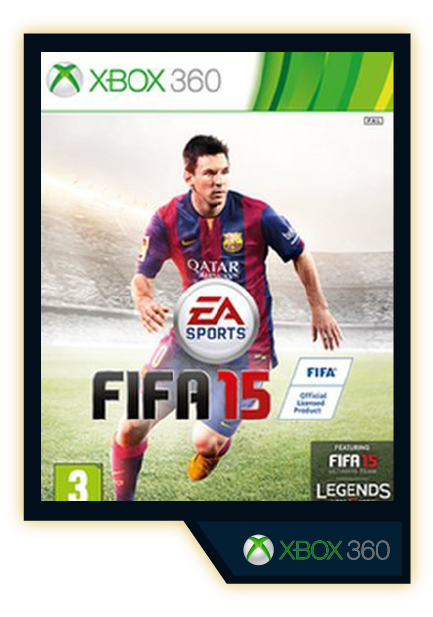 XBOX 360
PAL
QATAR
EA
SPORTS
FIFA 15
FIFA®
Official
Licensed
Product
3
FEATURING
FIFA 15
ULTIMATE TEAM
LEGENDS
XBOX 360